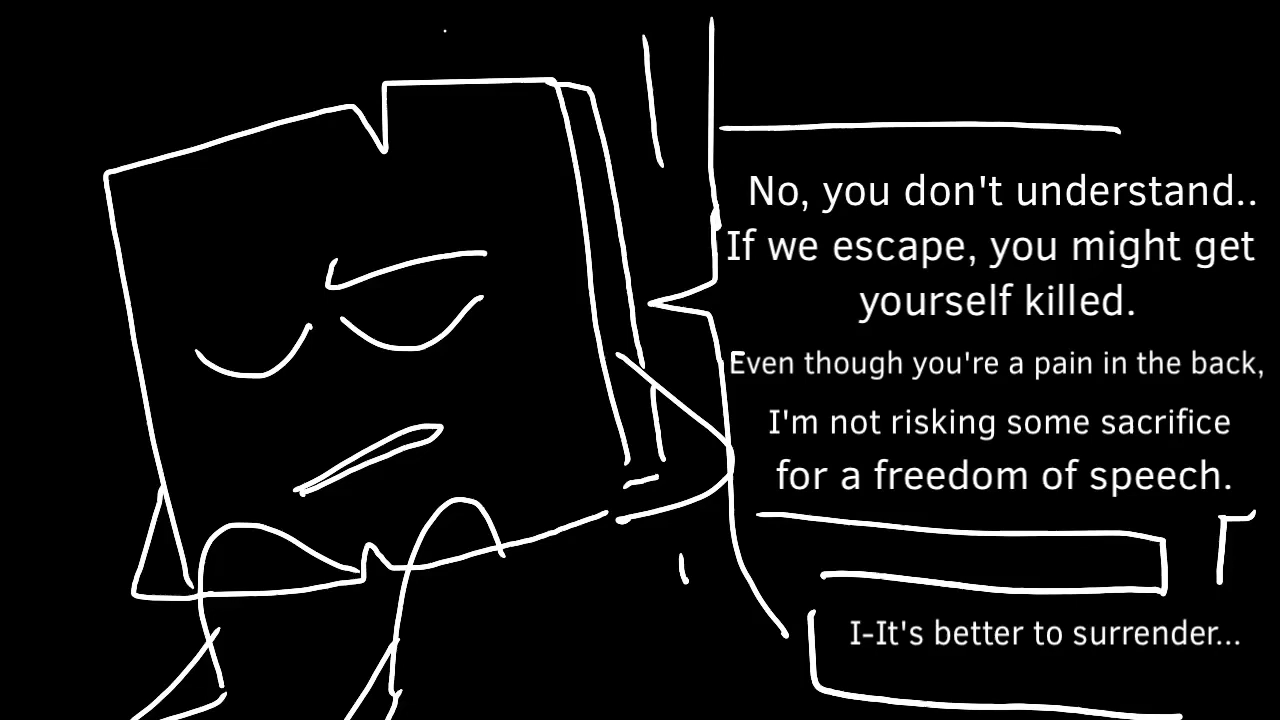 No, you don't understand..
If we escape, you might get
yourself killed.
Even though you're a pain in the back,
I'm not risking some sacrifice
for a freedom of speech.
I-It's better to surrender...